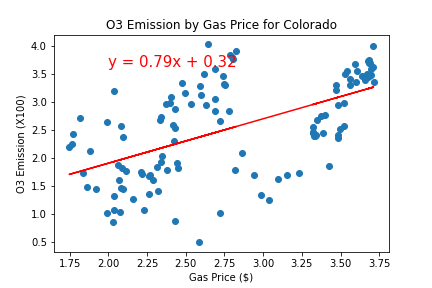 O3 Emission by Gas Price for Colorado
y = 0.79x + 0.32
O3 Emission (X100)
4.0
3.5
3.0
2.5
2.0
1.5
1.0
0.5
1.75 2.00 2.25 2.50 2.75 3.00 3.25 3.50 3.75
Gas Price ($)